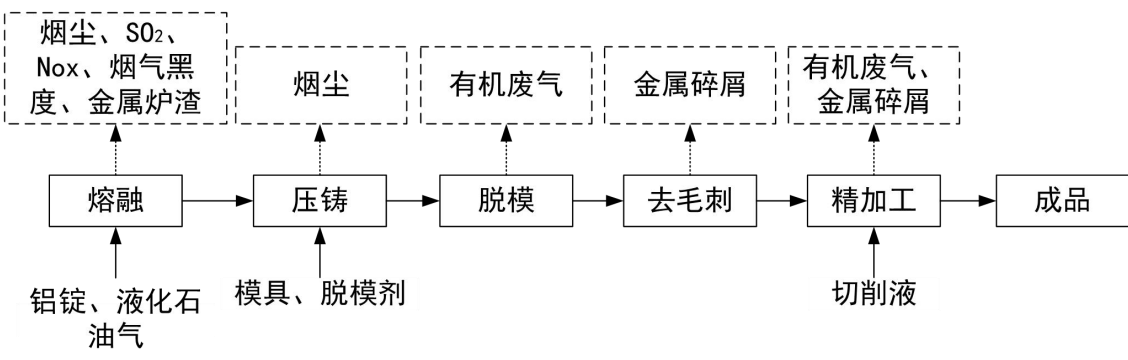 烟尘、SO₂、
Nox、烟气黑
度、金属炉渣
烟尘
有机废气
金属碎屑
有机废气、
金属碎屑
熔融
压铸
脱模
去毛刺
精加工
成品
铝锭、液化石
油气
模具、脱模剂
切削液